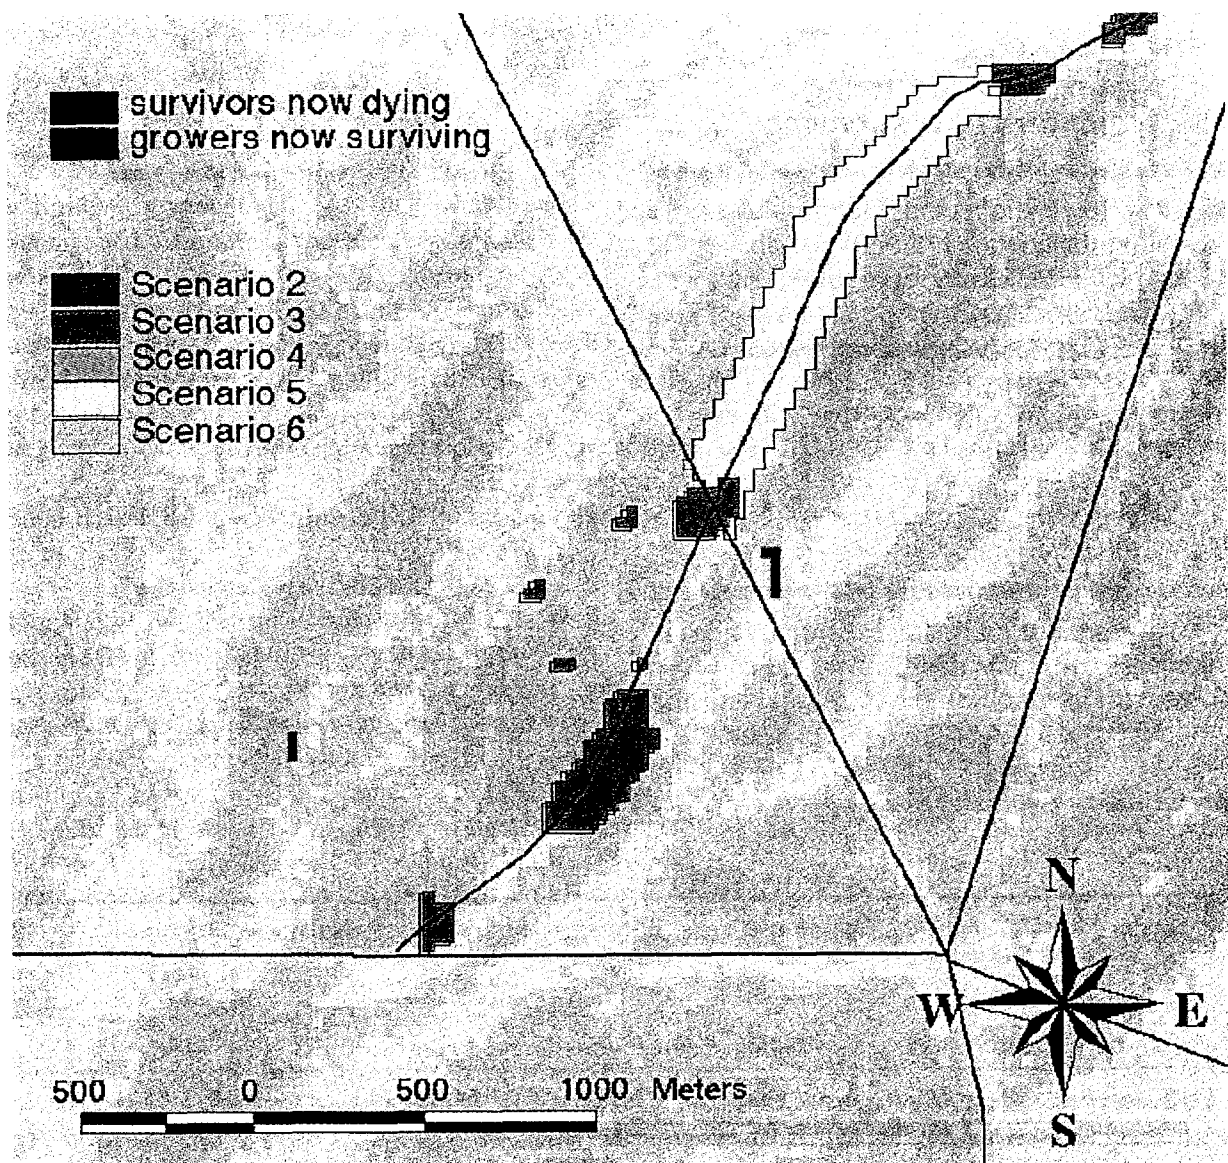 survivors now dying
growers now surviving
Scenario 2
Scenario 3
Scenario 4
Scenario 5
Scenario 6
N
W E
S
500 0 500 1000 Meters